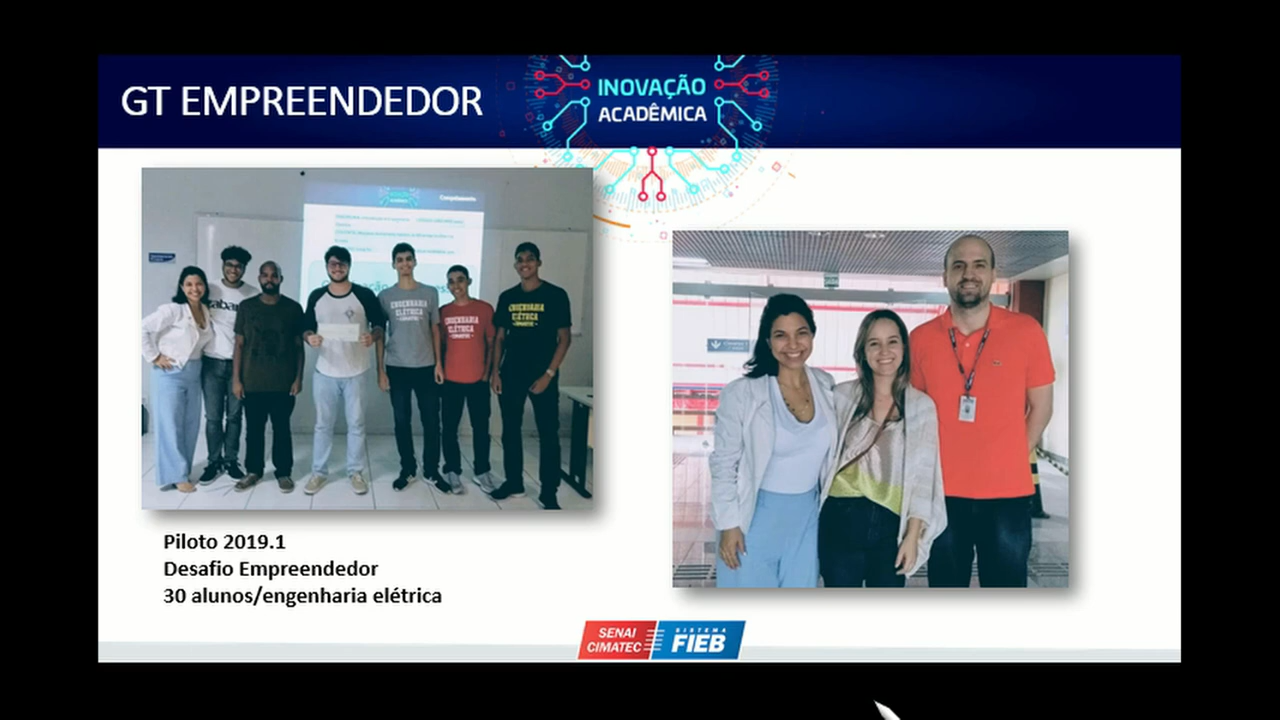 GT EMPREENDEDOR
INOVAÇÃO
ACADÊMICA
ENGENHARIA
ELÉTRICA
ENGENHARIA
ELÉTRICA
ENGENHARIA
ELÉTRICA
Piloto 2019.1
Desafio Empreendedor
30 alunos/engenharia elétrica
SENAI
CIMATEC
SISTEMA
FIEB